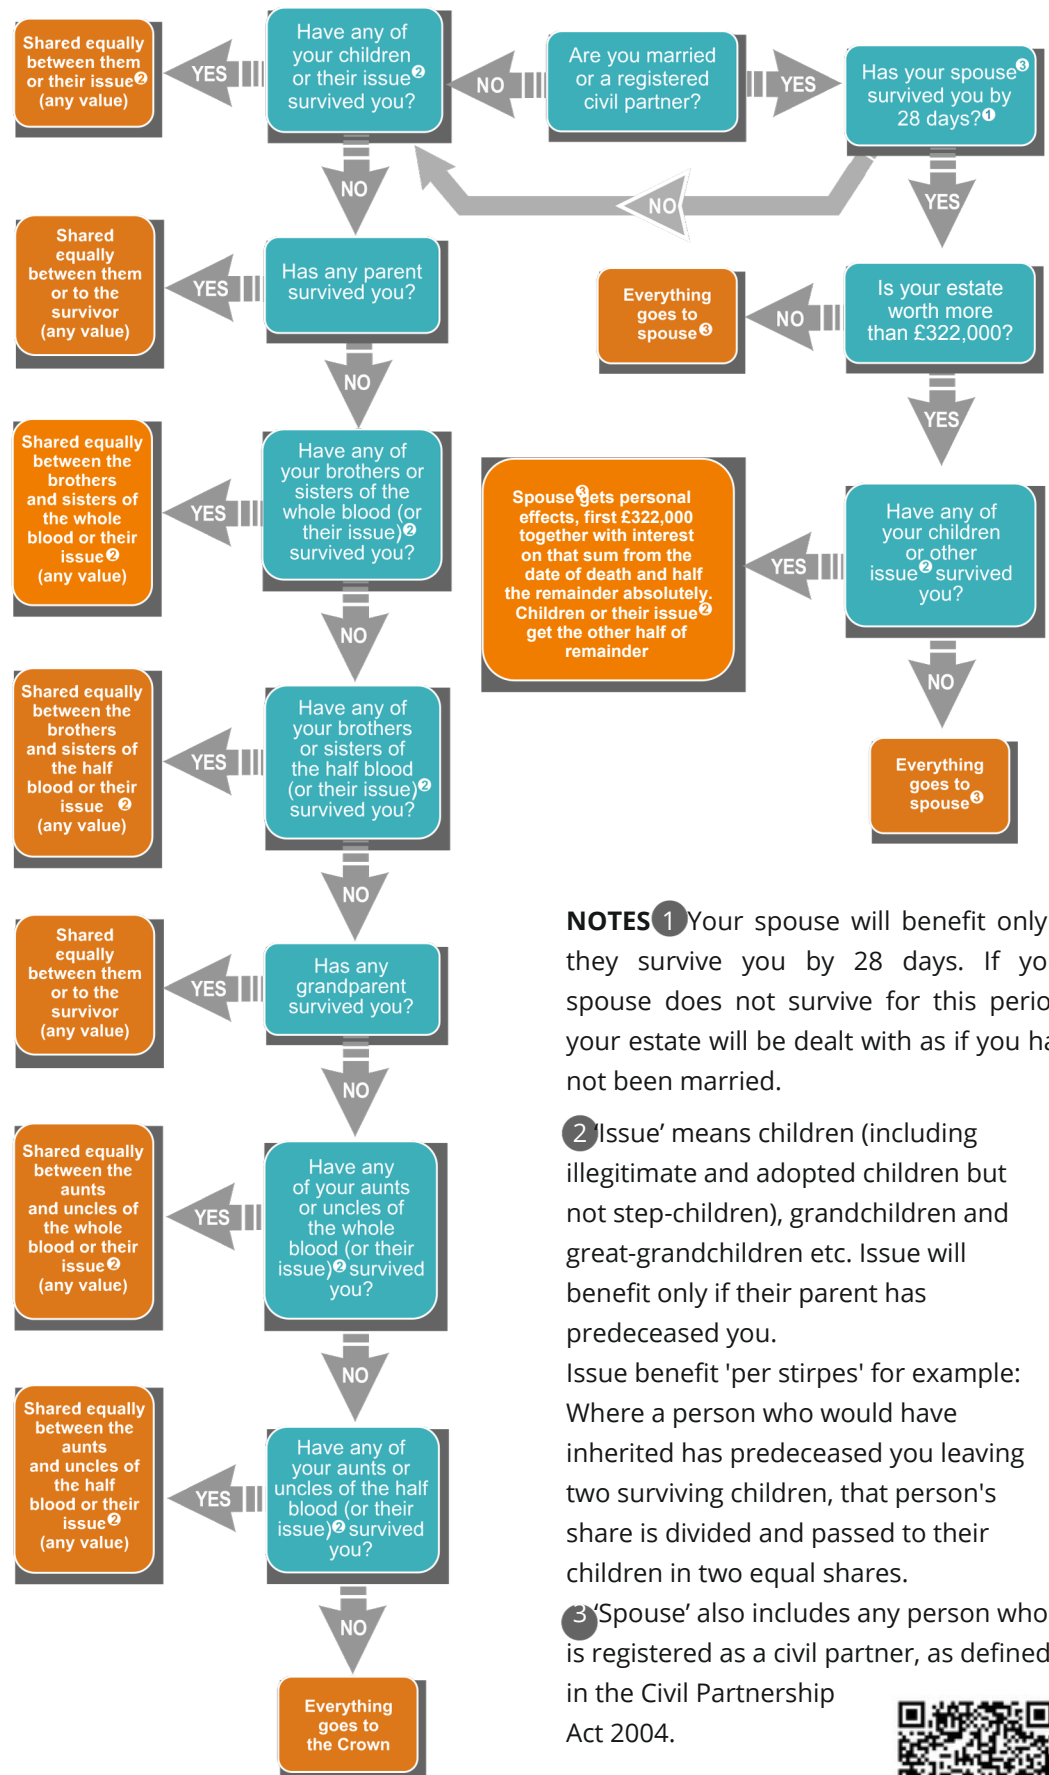 Are you married
or a registered
civil partner?
NO
YES
Have any of
your children
or their issue❷
survived you?
YES
Shared equally
between them
or their issue❷
(any value)
NO
Has your spouse❸
survived you by
28 days?❶
NO
YES
Has any parent
survived you?
YES
Shared
equally
between them
or to the
survivor
(any value)
NO
Is your estate
worth more
than £322,000?
NO
Everything
goes to
spouse❸
YES
Have any of
your brothers or
sisters of the
whole blood (or
their issue)❷
survived you?
YES
Shared equally
between the
brothers
and sisters of
the whole
blood or their
issue❷
(any value)
NO
Have any of
your children
or other
issue❷ survived
you?
YES
Spouse❸gets personal
effects, first £322,000
together with interest
on that sum from the
date of death and half
the remainder absolutely.
Children or their issue❷
get the other half of
remainder
NO
Everything
goes to
spouse❸
Have any of
your brothers
or sisters of
the half blood
(or their issue)❷
survived you?
YES
Shared equally
between the
brothers
and sisters of
the half
blood or their
issue ❷
(any value)
NO
Has any
grandparent
survived you?
YES
Shared
equally
between them
or to the
survivor
(any value)
NO
Have any
of your aunts
or uncles of
the whole
blood (or their
issue)❷ survived
you?
YES
Shared equally
between the
aunts
and uncles of
the whole
blood or their
issue❷
(any value)
NO
Have any of
your aunts or
uncles of the half
blood (or their
issue)❷ survived
you?
YES
Shared equally
between the
aunts
and uncles of
the half
blood or their
issue❷
(any value)
NO
Everything
goes to
the Crown
NOTES 1 Your spouse will benefit only
they survive you by 28 days. If yo
spouse does not survive for this perio
your estate will be dealt with as if you ha
not been married.
2 'Issue' means children (including
illegitimate and adopted children but
not step-children), grandchildren and
great-grandchildren etc. Issue will
benefit only if their parent has
predeceased you.
Issue benefit 'per stirpes' for example:
Where a person who would have
inherited has predeceased you leaving
two surviving children, that person's
share is divided and passed to their
children in two equal shares.
3 'Spouse' also includes any person who
is registered as a civil partner, as defined
in the Civil Partnership
Act 2004.